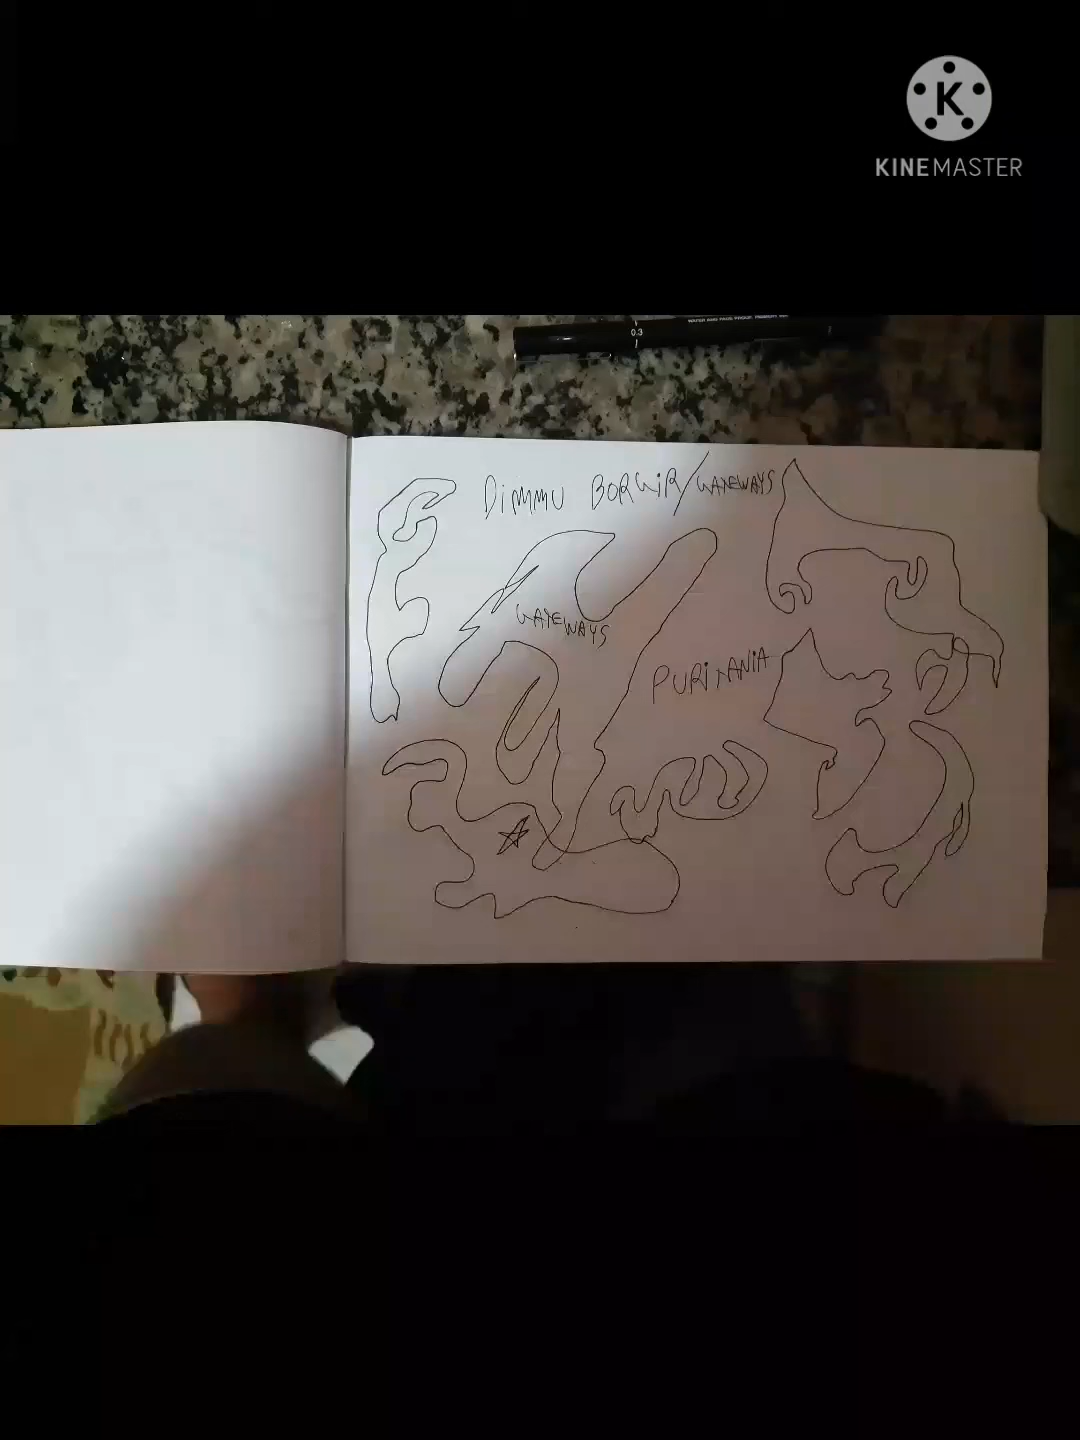 K
KINEMASTER
0.3
DiMMU BORGiR/GATEWAYS
GATEWAYS
PURiTANiA